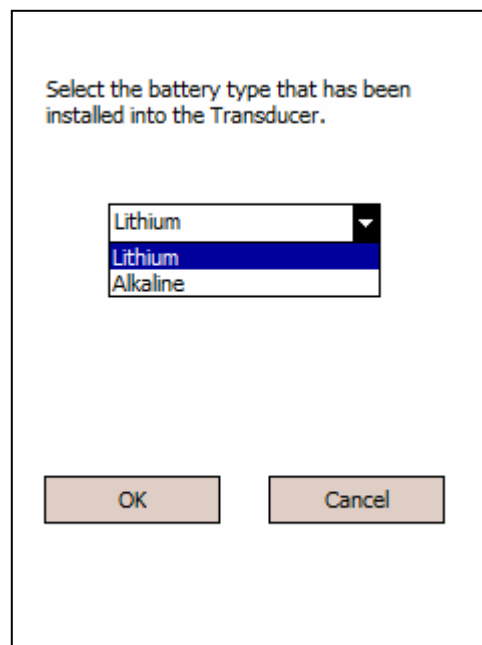 Select the battery type that has been
installed into the Transducer.
Lithium
Lithium
Alkaline
OK
Cancel